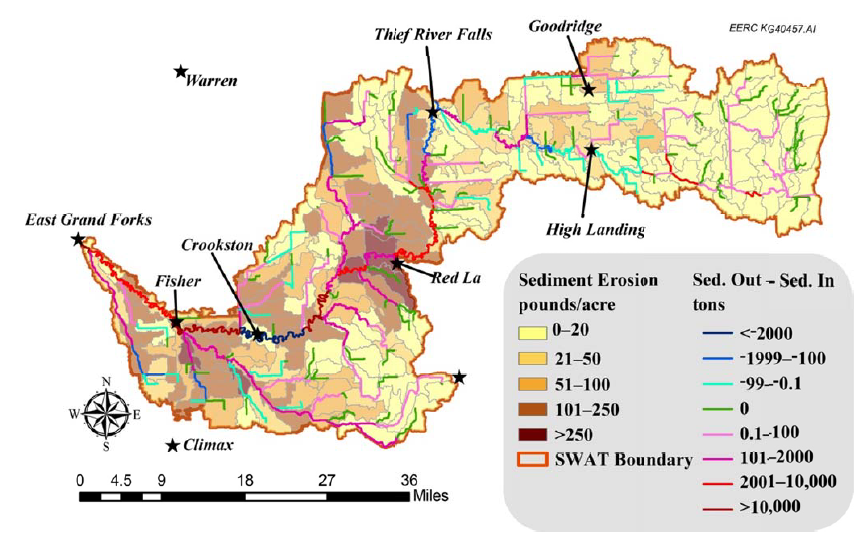 Goodridge
EERC KG40457.AI
Thief River Falls
Warren
East Grand Forks
Crookston
High Landing
Fisher
Red La
Sediment Erosion
pounds/acre
0–20
21–50
51–100
101–250
>250
SWAT Boundary
Sed. Out - Sed. In
tons
<-2000
-1999–-100
-99–-0.1
0
0.1–100
101–2000
2001–10,000
>10,000
N
W E
S
Climax
0 4.5 9 18 27 36
Miles